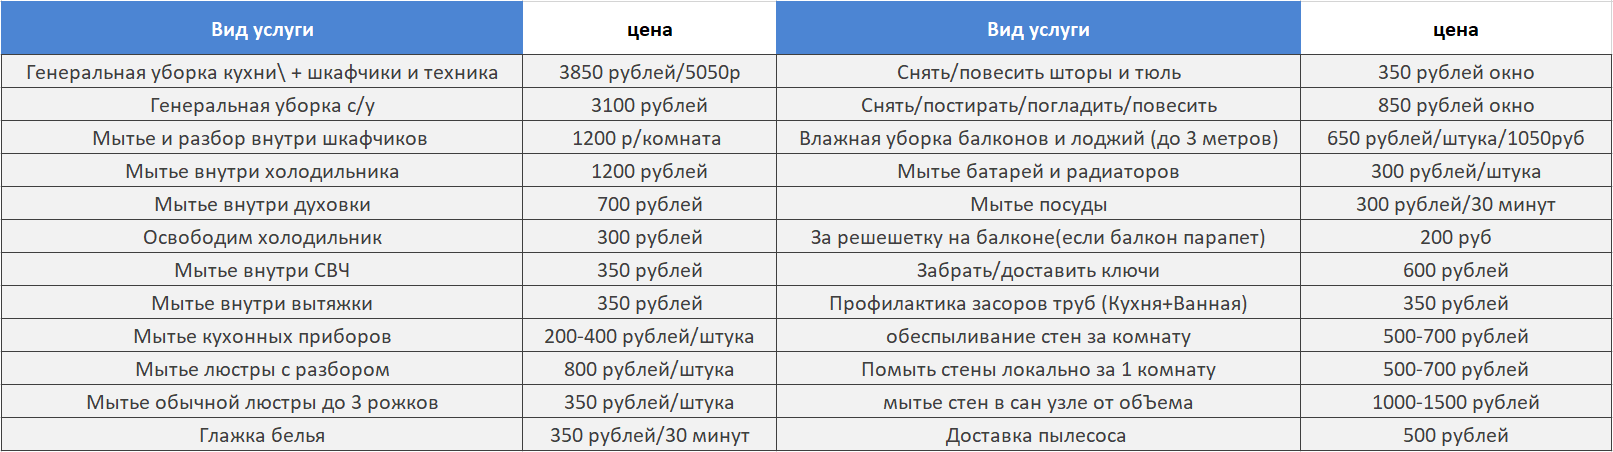 Вид услуги цена Вид услуги цена
Генеральная уборка кухни\ + шкафчики и техника 3850 рублей/5050р Снять/повесить шторы и тюль 350 рублей окно
Генеральная уборка с/у 3100 рублей Снять/постирать/погладить/повесить 850 рублей окно
Мытье и разбор внутри шкафчиков 1200 р/комната Влажная уборка балконов и лоджий (до 3 метров) 650 рублей/штука/1050руб
Мытье внутри холодильника 1200 рублей Мытье батарей и радиаторов 300 рублей/штука
Мытье внутри духовки 700 рублей Мытье посуды 300 рублей/30 минут
Освободим холодильник 300 рублей За решешетку на балконе(если балкон парапет) 200 руб
Мытье внутри СВЧ 350 рублей Забрать/доставить ключи 600 рублей
Мытье внутри вытяжки 350 рублей Профилактика засоров труб (Кухня+Ванная) 350 рублей
Мытье кухонных приборов 200-400 рублей/штука обеспыливание стен за комнату 500-700 рублей
Мытье люстры с разбором 800 рублей/штука Помыть стены локально за 1 комнату 500-700 рублей
Мытье обычной люстры до 3 рожков 350 рублей/штука мытье стен в сан узле от обЪема 1000-1500 рублей
Глажка белья 350 рублей/30 минут Доставка пылесоса 500 рублей